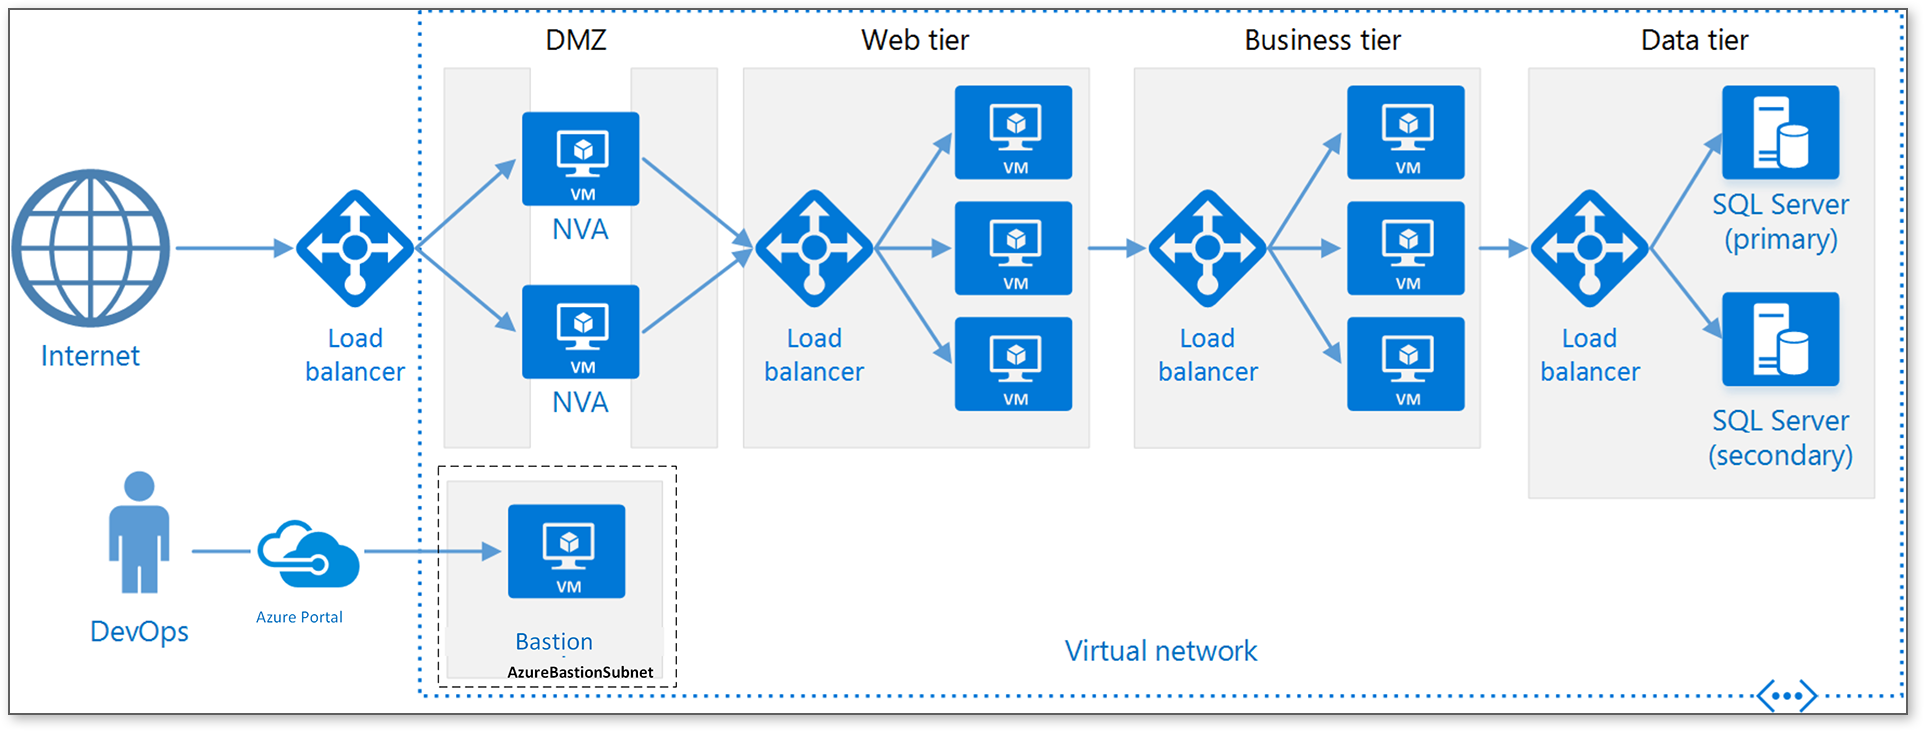 DMZ
Web tier
Business tier
Data tier
VM
NVA
VM
NVA
VM
VM
VM
VM
VM
VM
SQL Server
(primary)
SQL Server
(secondary)
Internet
Load
balancer
Load
balancer
Load
balancer
Load
balancer
DevOps
Azure Portal
VM
Bastion
AzureBastionSubnet
Virtual network